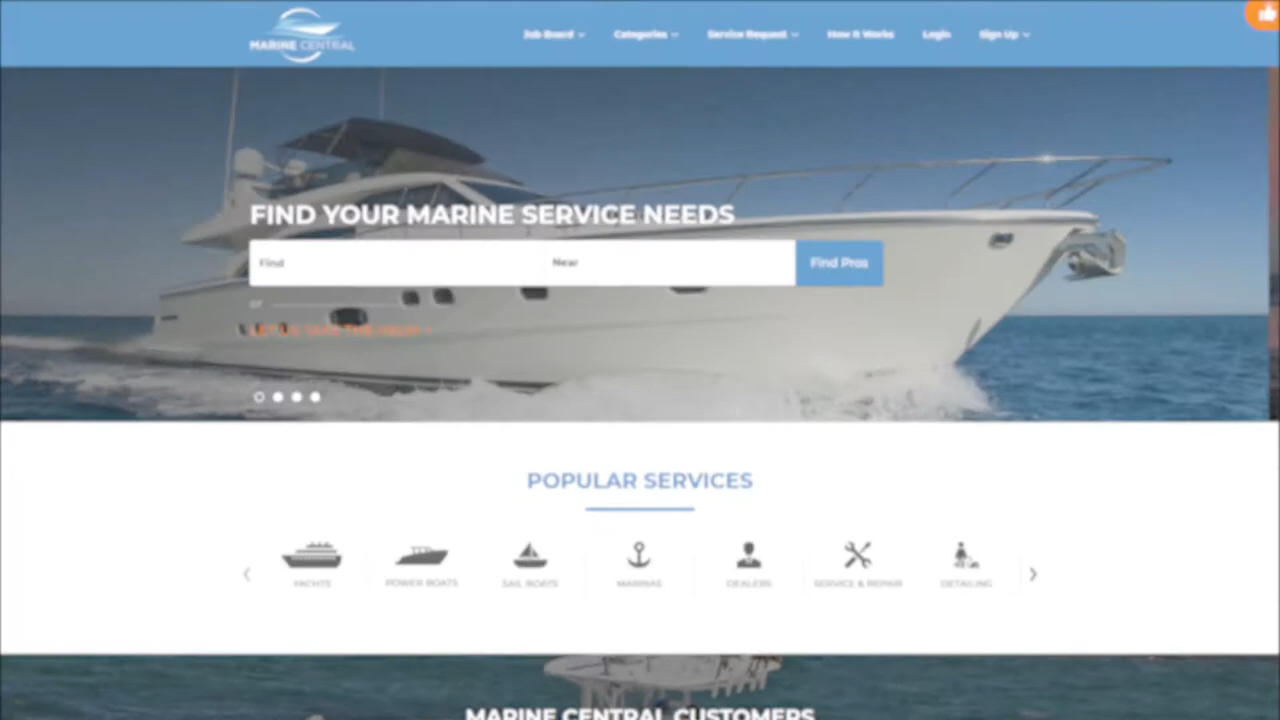 MARINE CENTRAL
Job Board
Categories
Service Request
How It Works
Login
Sign Up
FIND YOUR MARINE SERVICE NEEDS
Find
Near
Find Pros
or
POPULAR SERVICES
YACHTS
POWER BOATS
SAIL BOATS
MARINAS
DEALERS
SERVICE & REPAIR
DETAILING
MARINE CENTRAL CUSTOMERS